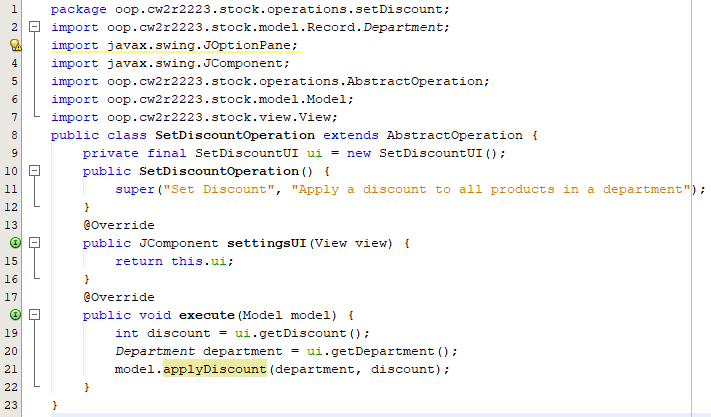 1 package oop.cw2r2223.stock.operations.setDiscount;
2 import oop.cw2r2223.stock.model.Record.Department;
import javax.swing.JOptionPane;
4 import javax.swing.JComponent;
5 import oop.cw2r2223.stock.operations.AbstractOperation;
6 import oop.cw2r2223.stock.model.Model;
7 import oop.cw2r2223.stock.view.View;
8 public class SetDiscountOperation extends AbstractOperation {
9     private final SetDiscountUI ui = new SetDiscountUI();
10     public SetDiscountOperation() {
11         super("Set Discount", "Apply a discount to all products in a department");
12     }
13     @Override
    public JComponent settingsUI(View view) {
15         return this.ui;
16     }
17     @Override
    public void execute(Model model) {
19         int discount = ui.getDiscount();
20         Department department = ui.getDepartment();
21         model.applyDiscount(department, discount);
22     }
23 }